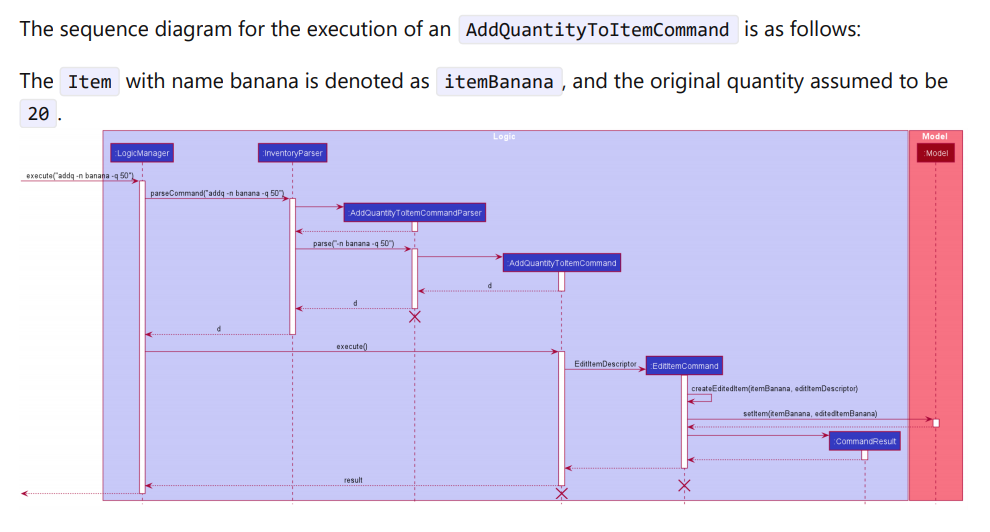 The sequence diagram for the execution of an AddQuantityToItemCommand is as follows:
The Item with name banana is denoted as itemBanana, and the original quantity assumed to be
20.
Logic
Model
:LogicManager
:InventoryParser
:Model
execute("addq -n banana -q 50")
parseCommand("addq -n banana -q 50")
:AddQuantityToItemCommandParser
parse("-n banana -q 50")
:AddQuantityToItemCommand
d
d
d
execute()
EditItemDescriptor
:EditItemCommand
createEditedItem(itemBanana, editItemDescriptor)
setItem(itemBanana, editedItemBanana)
:CommandResult
result